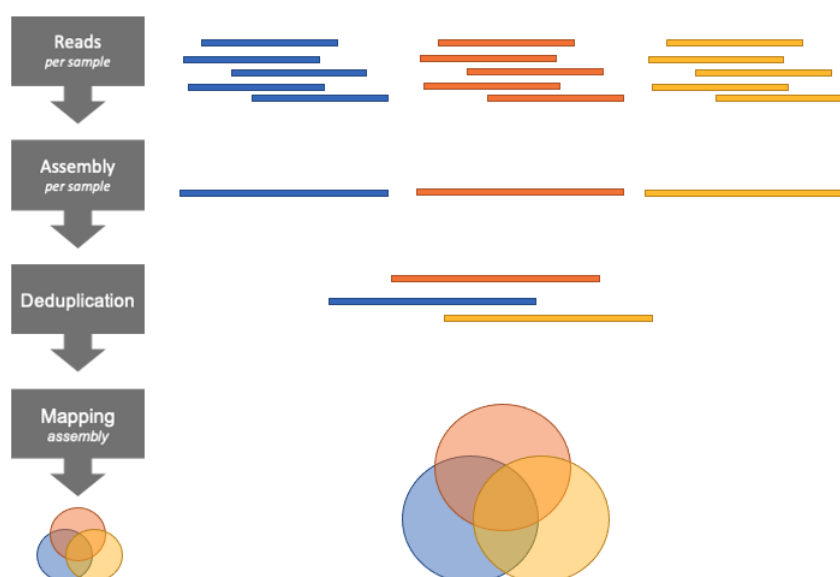 Reads
per sample
Assembly
per sample
Deduplication
Mapping
assembly